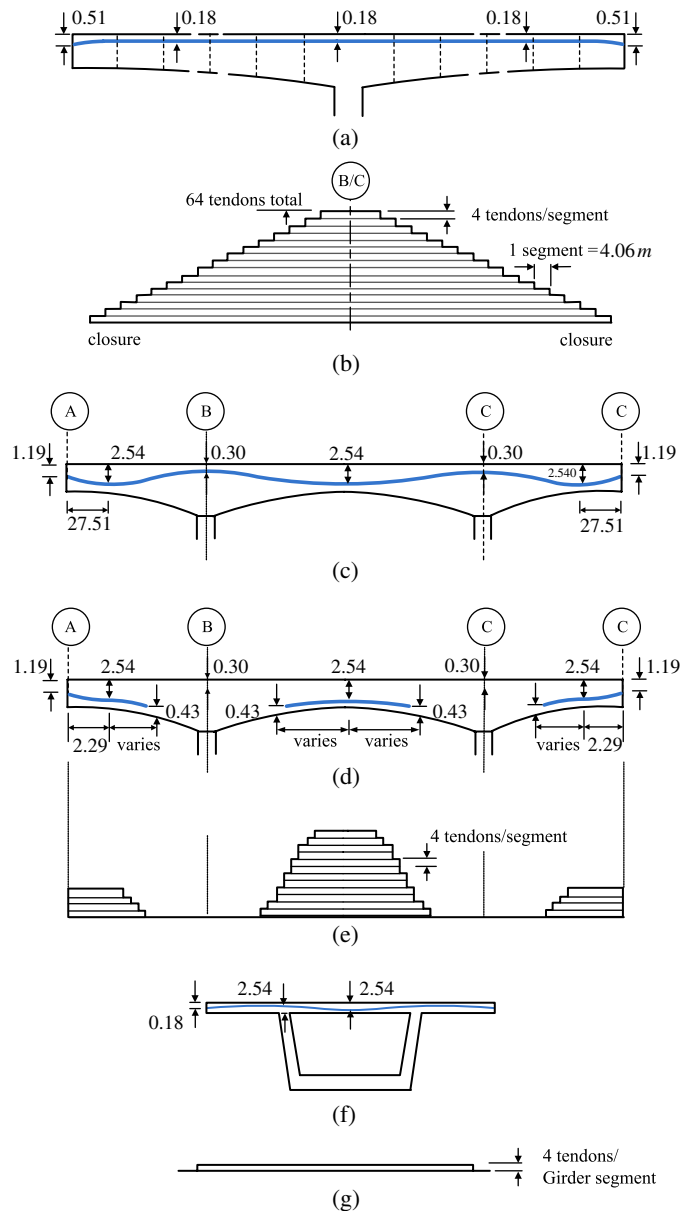 0.51 0.18 0.18 0.18 0.51
(a)
B/C
64 tendons total
4 tendons/segment
1 segment =4.06m
closure closure
(b)
A B C C
1.19 2.54 0.30 2.54 0.30 2.540 1.19
27.51 27.51
(c)
A B C C
1.19 2.54 0.30 2.54 0.30 2.54 1.19
0.43 0.43 0.43
2.29 varies varies varies varies 2.29
(d)
4 tendons/segment
(e)
2.54 2.54
0.18
(f)
4 tendons/
Girder segment
(g)